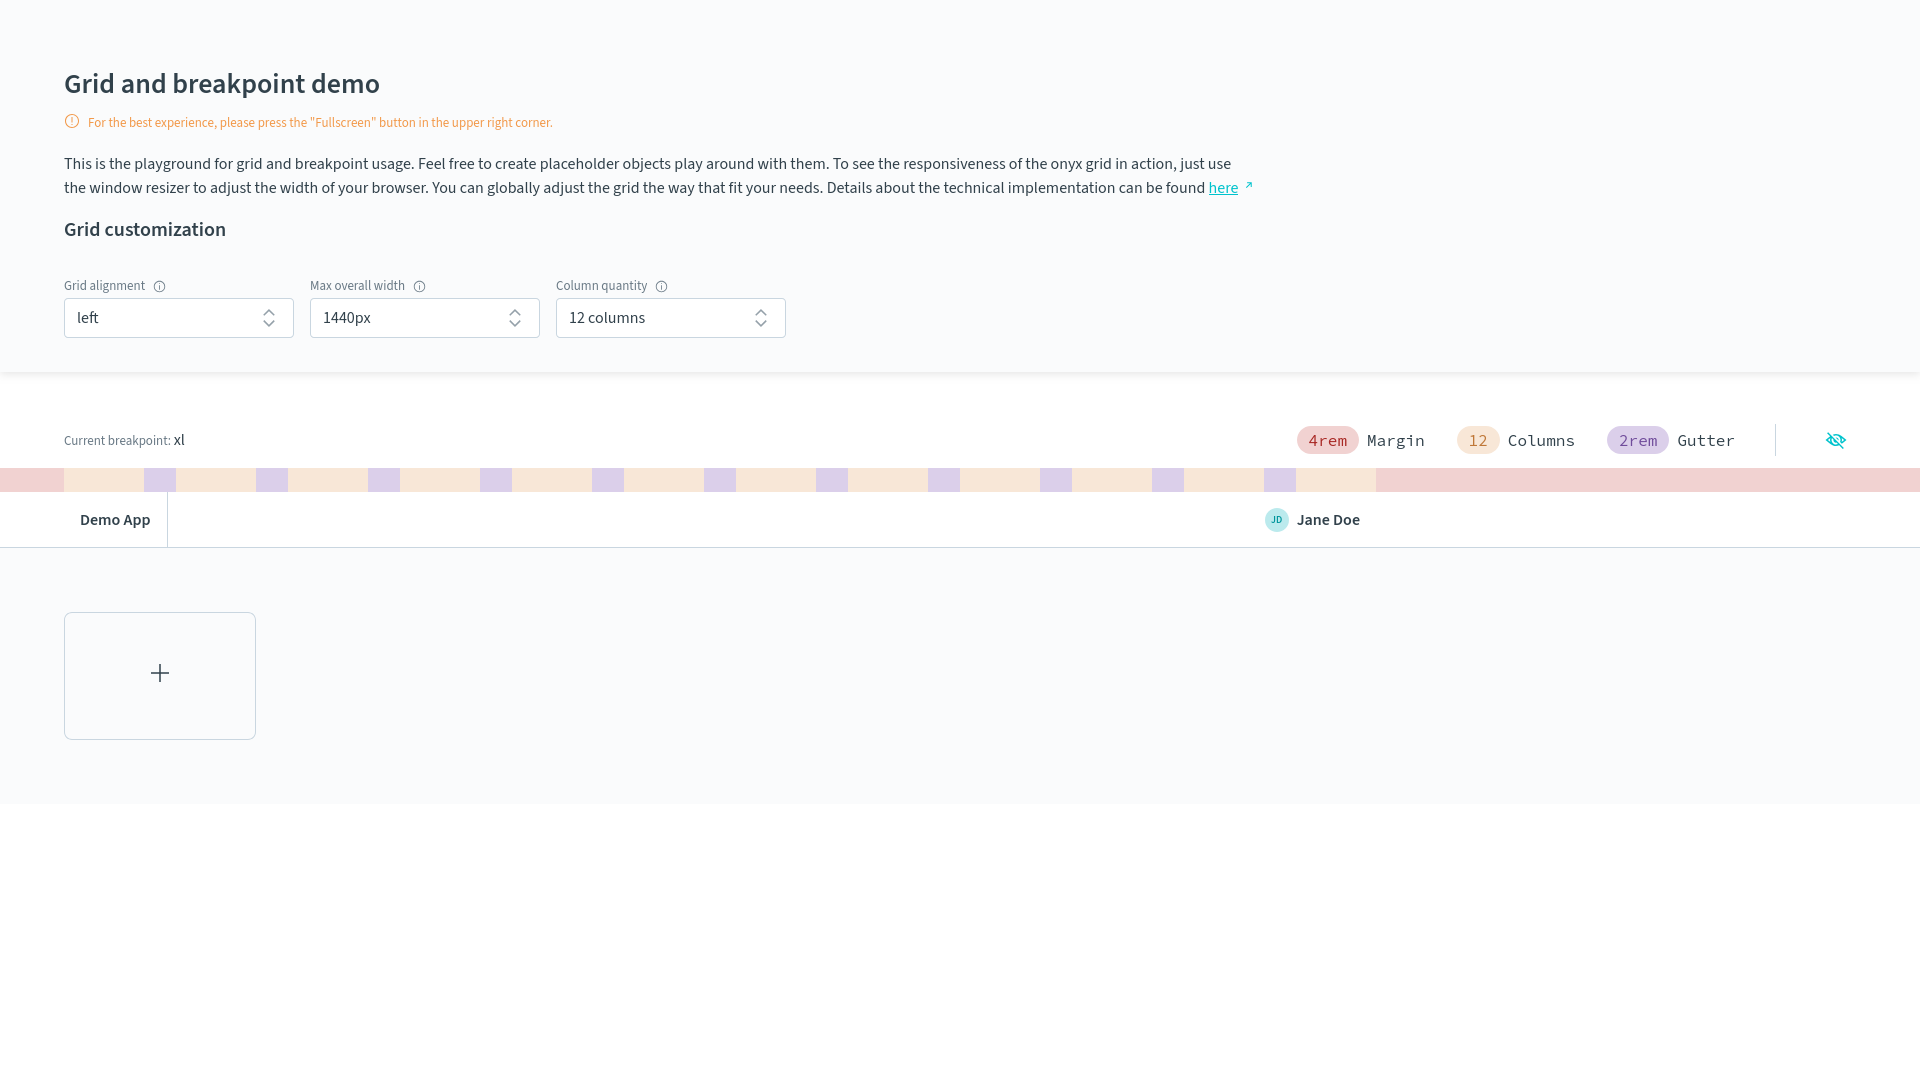 Grid and breakpoint demo
For the best experience, please press the "Fullscreen" button in the upper right corner.
This is the playground for grid and breakpoint usage. Feel free to create placeholder objects play around with them. To see the responsiveness of the onyx grid in action, just use
the window resizer to adjust the width of your browser. You can globally adjust the grid the way that fit your needs. Details about the technical implementation can be found here
Grid customization
Grid alignment Max overall width Column quantity
left 1440px 12 columns
Current breakpoint: xl 4rem Margin 12 Columns 2rem Gutter
Demo App JD Jane Doe